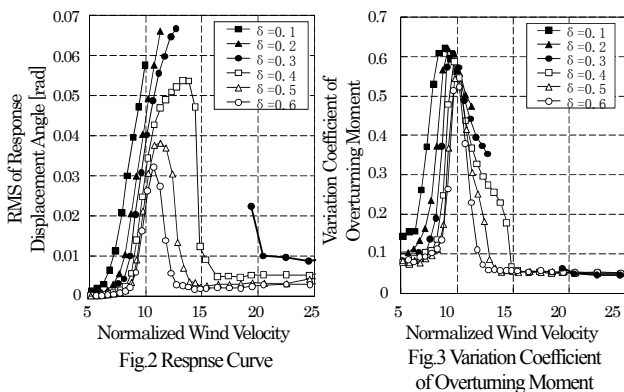 0.07
0.06
0.05
0.04
0.03
0.02
0.01
0
5
10
15
20
25
RMS of Response
Displacement Angle [rad]
δ=0.1
δ=0.2
δ=0.3
δ=0.4
δ=0.5
δ=0.6
Normalized Wind Velocity
Fig.2 Respnse Curve
0.7
0.6
0.5
0.4
0.3
0.2
0.1
0
5
10
15
20
25
Variation Coefficient of
Overturning Moment
δ=0.1
δ=0.2
δ=0.3
δ=0.4
δ=0.5
δ=0.6
Normalized Wind Velocity
Fig.3 Variation Coefficient
of Overturning Moment